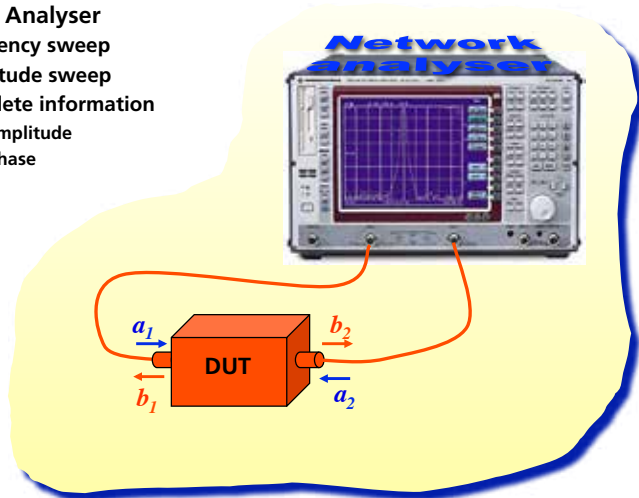 Analyser
ency sweep
tude sweep
lete information
mplitude
hase
Network
analyser
a1
b2
DUT
b1
a2